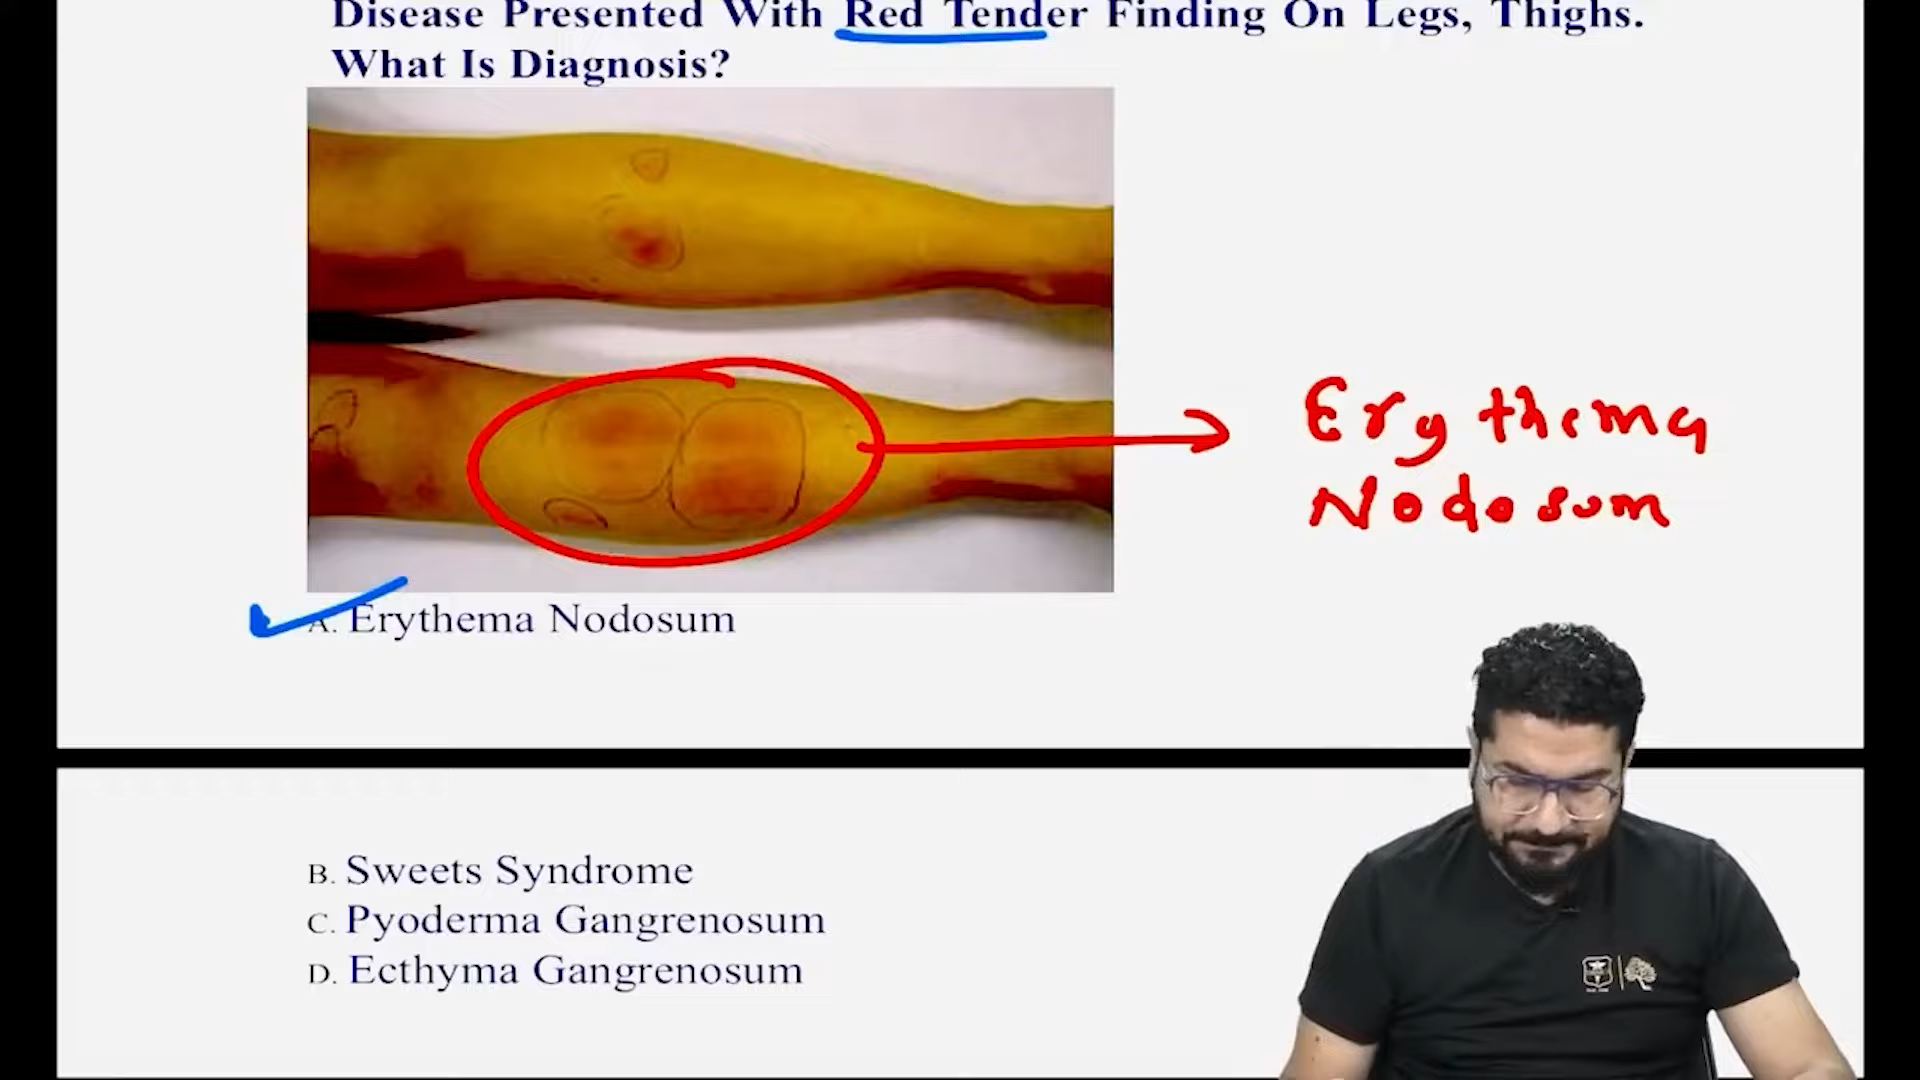 Disease Presented With Red Tender Finding On Legs, Thighs.
What Is Diagnosis?
Erythema
Nodosum
A. Erythema Nodosum
B. Sweets Syndrome
C. Pyoderma Gangrenosum
D. Ecthyma Gangrenosum